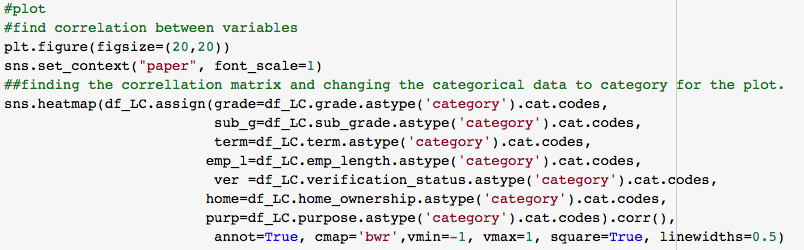 #plot
#find correlation between variables
plt.figure(figsize=(20,20))
sns.set_context("paper", font_scale=1)
##finding the correllation matrix and changing the categorical data to category for the plot.
sns.heatmap(df_LC.assign(grade=df_LC.grade.astype('category').cat.codes,
sub_g=df_LC.sub_grade.astype('category').cat.codes,
term=df_LC.term.astype('category').cat.codes,
emp_l=df_LC.emp_length.astype('category').cat.codes,
ver =df_LC.verification_status.astype('category').cat.codes,
home=df_LC.home_ownership.astype('category').cat.codes,
purp=df_LC.purpose.astype('category').cat.codes).corr(),
annot=True, cmap='bwr',vmin=-1, vmax=1, square=True, linewidths=0.5)